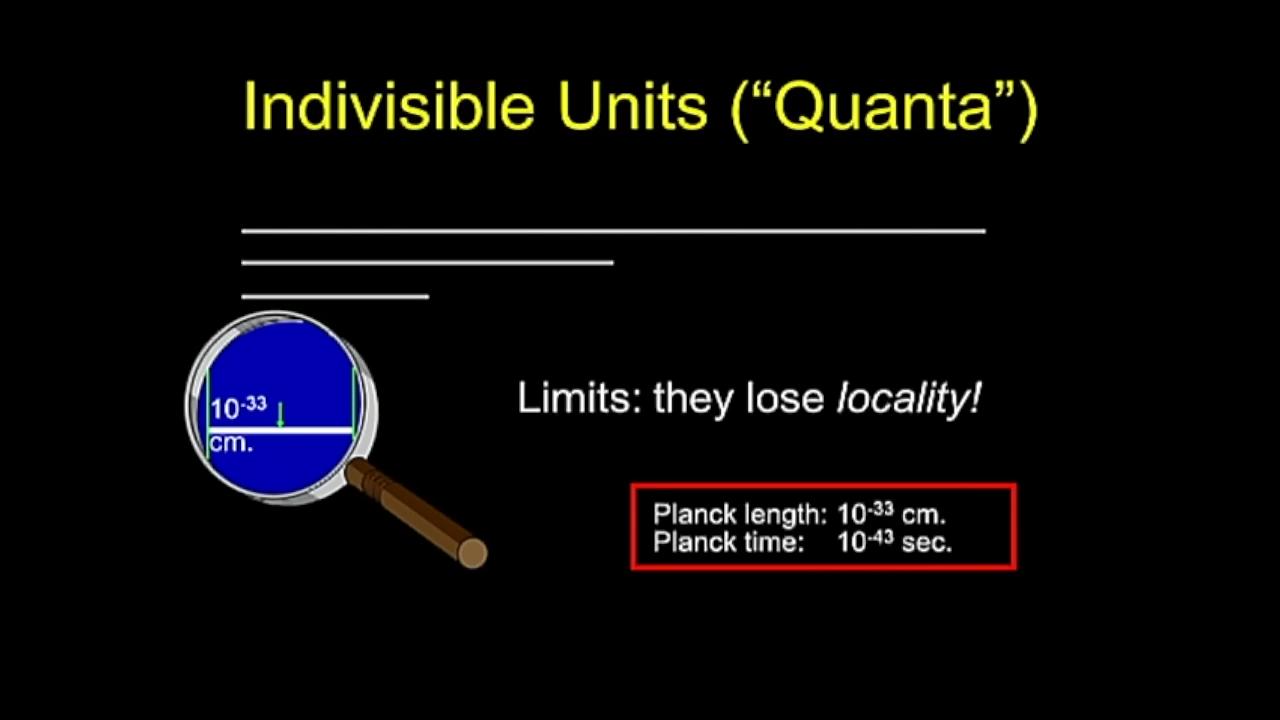 Indivisible Units (“Quanta”)
10⁻³³
cm.
Limits: they lose locality!
Planck length: 10⁻³³ cm.
Planck time: 10⁻⁴³ sec.